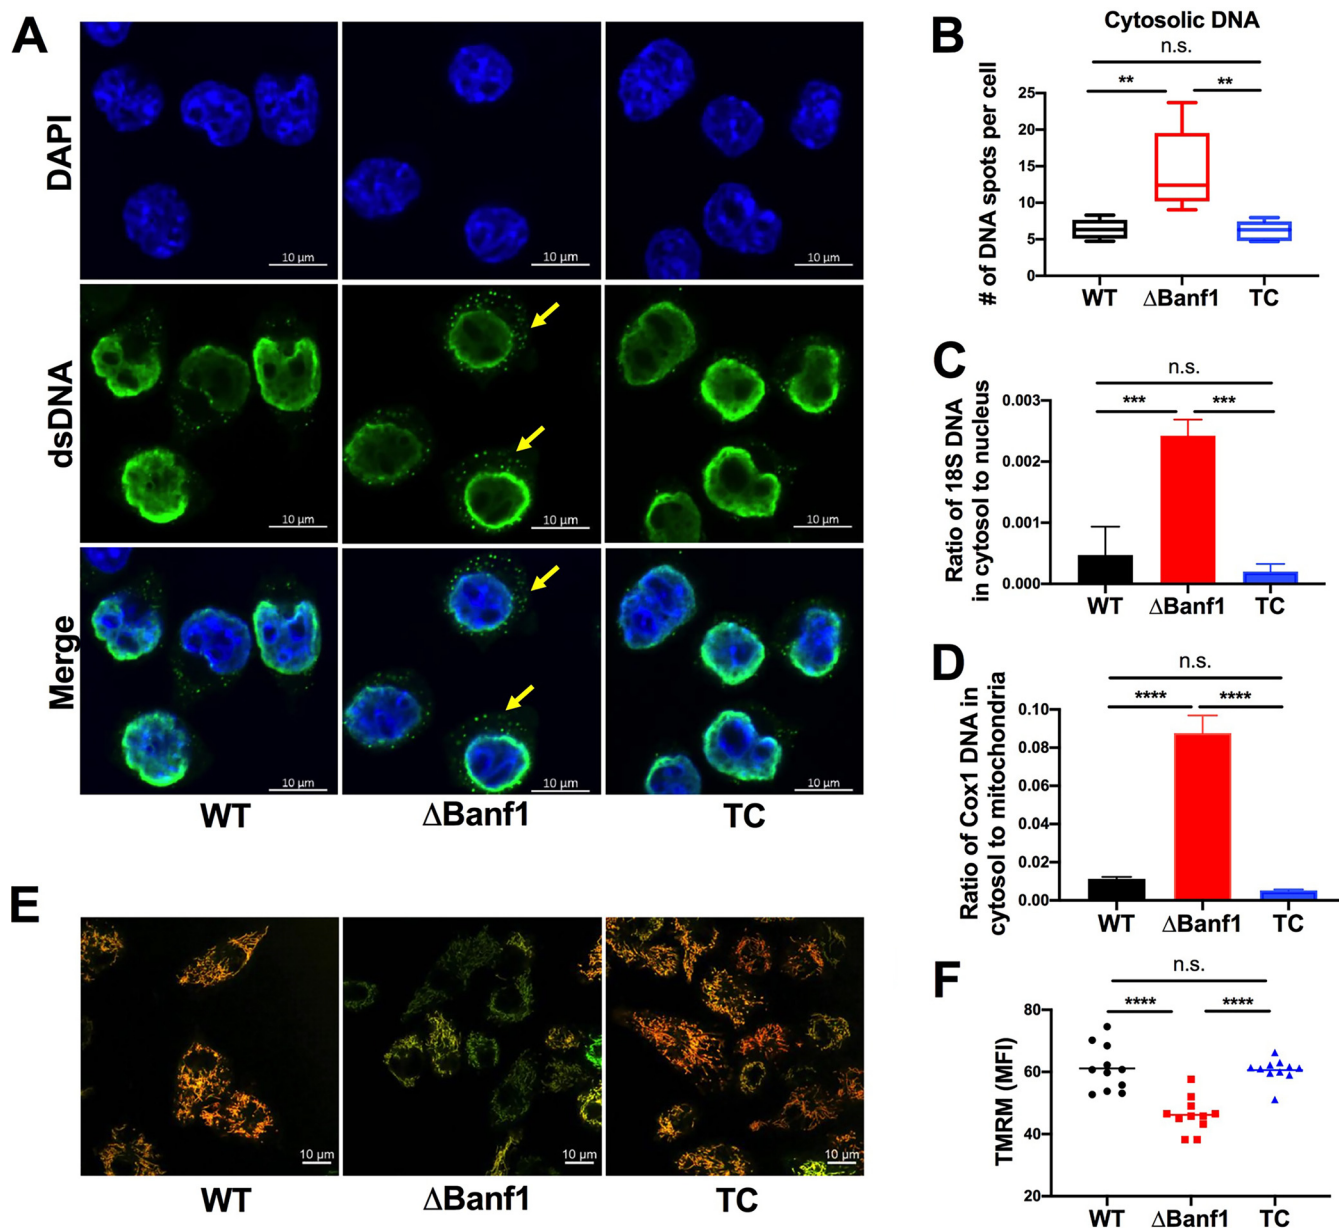 A
DAPI
10 µm
10 µm
10 µm
dsDNA
10 µm
10 µm
10 µm
Merge
10 µm
10 µm
10 µm
WT
ΔBanf1
TC
B
Cytosolic DNA
n.s.
**
**
# of DNA spots per cell
25
20
15
10
5
0
WT
ΔBanf1
TC
C
n.s.
***
***
Ratio of 18S DNA
in cytosol to nucleus
0.003
0.002
0.001
0.000
WT
ΔBanf1
TC
D
n.s.
****
****
Ratio of Cox1 DNA in
cytosol to mitochondria
0.10
0.08
0.06
0.04
0.02
0.00
WT
ΔBanf1
TC
E
10 µm
10 µm
10 µm
WT
ΔBanf1
TC
F
n.s.
****
****
TMRM (MFI)
80
60
40
20
WT
ΔBanf1
TC